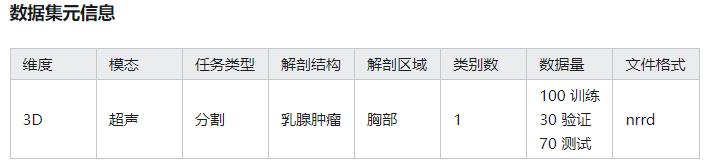 数据集元信息
维度 模态 任务类型 解剖结构 解剖区域 类别数 数据量 文件格式
3D 超声 分割 乳腺肿瘤 胸部 1 100 训练 30 验证 70 测试 nrrd